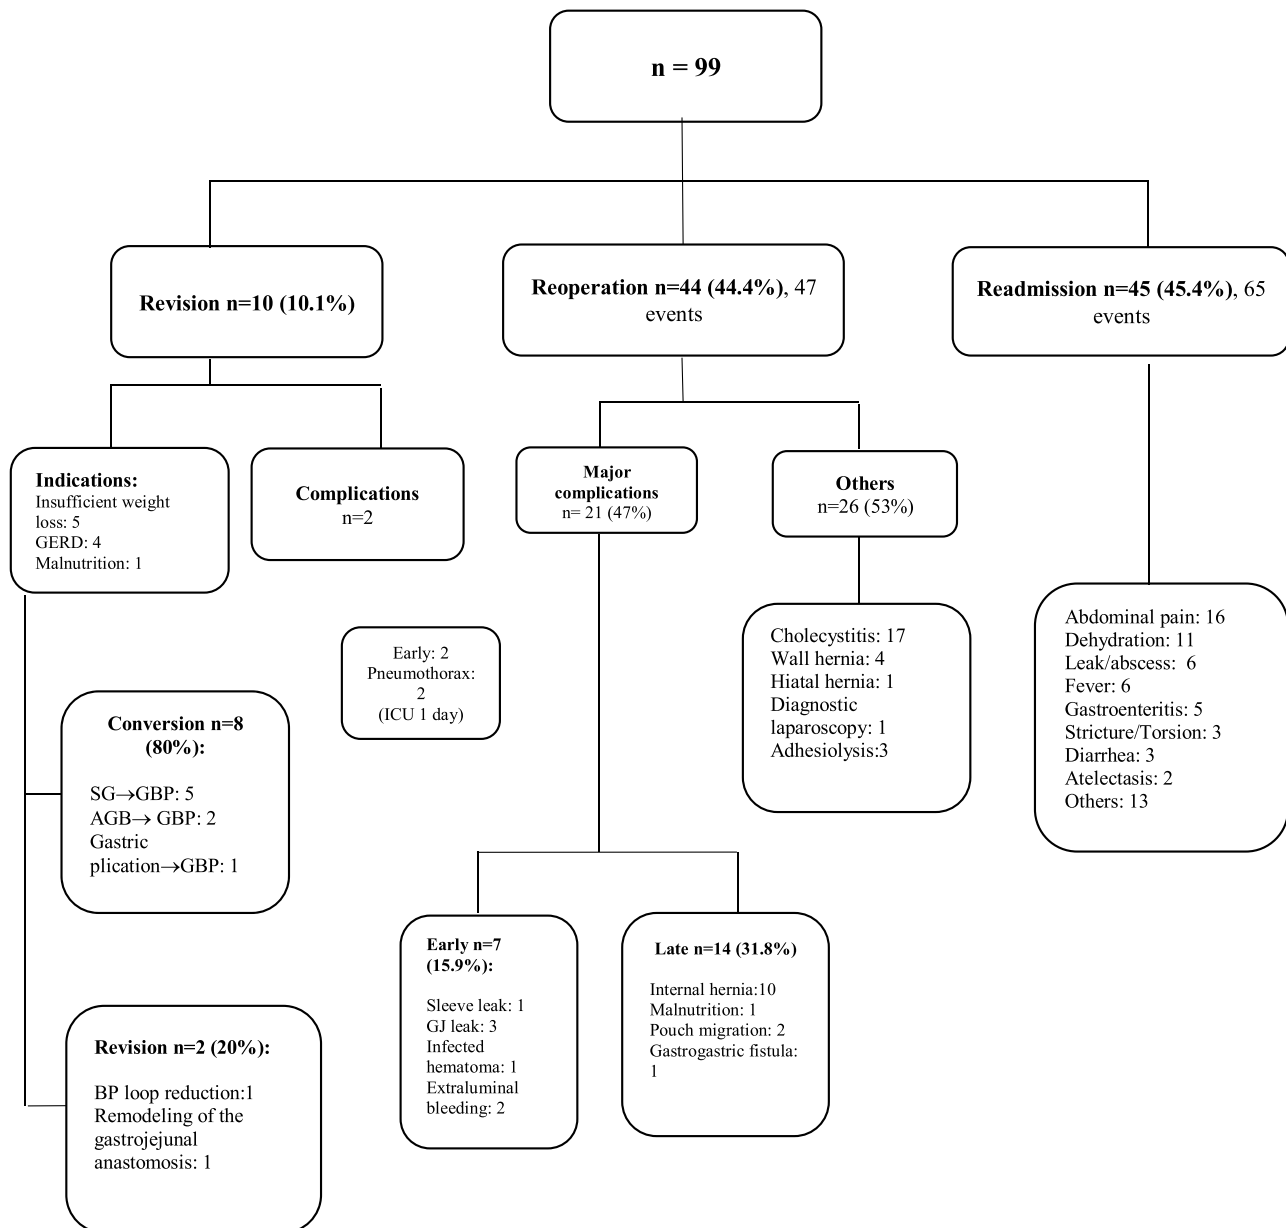 n = 99
Revision n=10 (10.1%)
Reoperation n=44 (44.4%), 47
events
Readmission n=45 (45.4%), 65
events
Indications:
Insufficient weight
loss: 5
GERD: 4
Malnutrition: 1
Complications
n=2
Major
complications
n= 21 (47%)
Others
n=26 (53%)
Early: 2
Pneumothorax:
2
(ICU 1 day)
Cholecystitis: 17
Wall hernia: 4
Hiatal hernia: 1
Diagnostic
laparoscopy: 1
Adhesiolysis:3
Abdominal pain: 16
Dehydration: 11
Leak/abscess: 6
Fever: 6
Gastroenteritis: 5
Stricture/Torsion: 3
Diarrhea: 3
Atelectasis: 2
Others: 13
Conversion n=8
(80%):
SG→GBP: 5
AGB→ GBP: 2
Gastric
plication→GBP: 1
Early n=7
(15.9%):
Sleeve leak: 1
GJ leak: 3
Infected
hematoma: 1
Extraluminal
bleeding: 2
Late n=14 (31.8%)
Internal hernia:10
Malnutrition: 1
Pouch migration: 2
Gastrogastric fistula:
1
Revision n=2 (20%):
BP loop reduction:1
Remodeling of the
gastrojejunal
anastomosis: 1